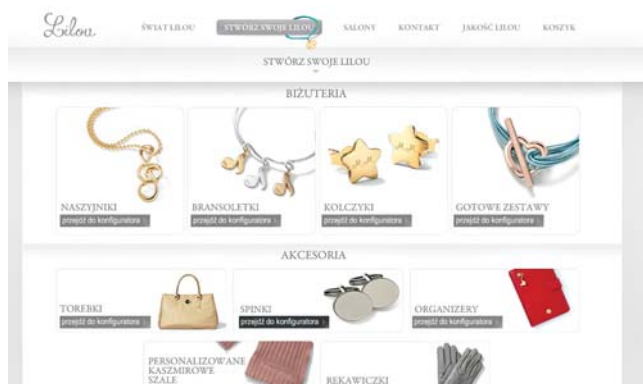 Lilou
ŚWIAT LILOU
STWÓRZ SWOJE LILOU
SALONY
KONTAKT
JAKOŚĆ LILOU
KOSZYK
STWÓRZ SWOJE LILOU
BIŻUTERIA
NASZYJNIKI
przejdź do konfiguratora
BRANSOLETKI
przejdź do konfiguratora
KOLCZYKI
przejdź do konfiguratora
GOTOWE ZESTAWY
przejdź do konfiguratora
AKCESORIA
TOREBKI
przejdź do konfiguratora
SPINKI
przejdź do konfiguratora
ORGANIZERY
przejdź do konfiguratora
PERSONALIZOWANE
KASZMIROWE
SZALE
RĘKAWICZKI